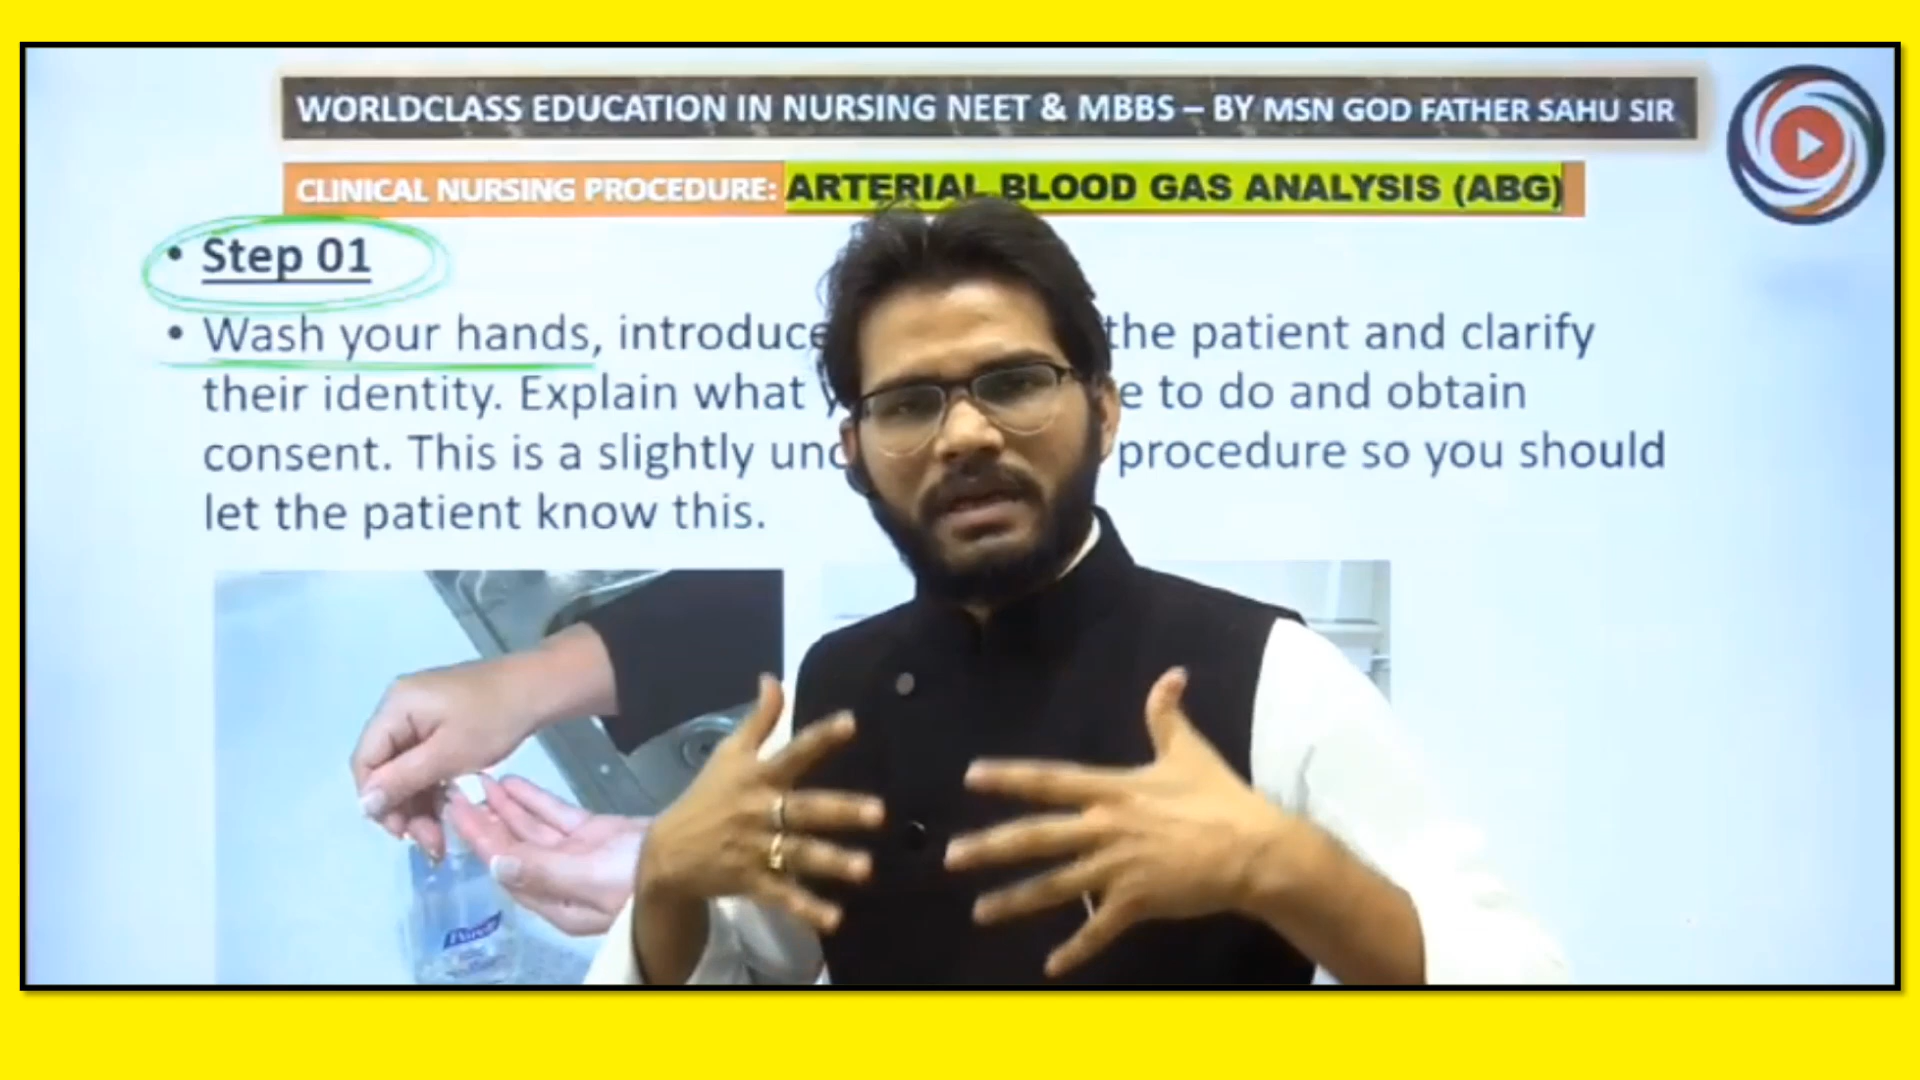 WORLDCLASS EDUCATION IN NURSING NEET & MBBS – BY MSN GOD FATHER SAHU SIR
CLINICAL NURSING PROCEDURE: ARTERIAL BLOOD GAS ANALYSIS (ABG)
• Step 01
• Wash your hands, introduce the patient and clarify
their identity. Explain what to do and obtain
consent. This is a slightly procedure so you should
let the patient know this.
Purell